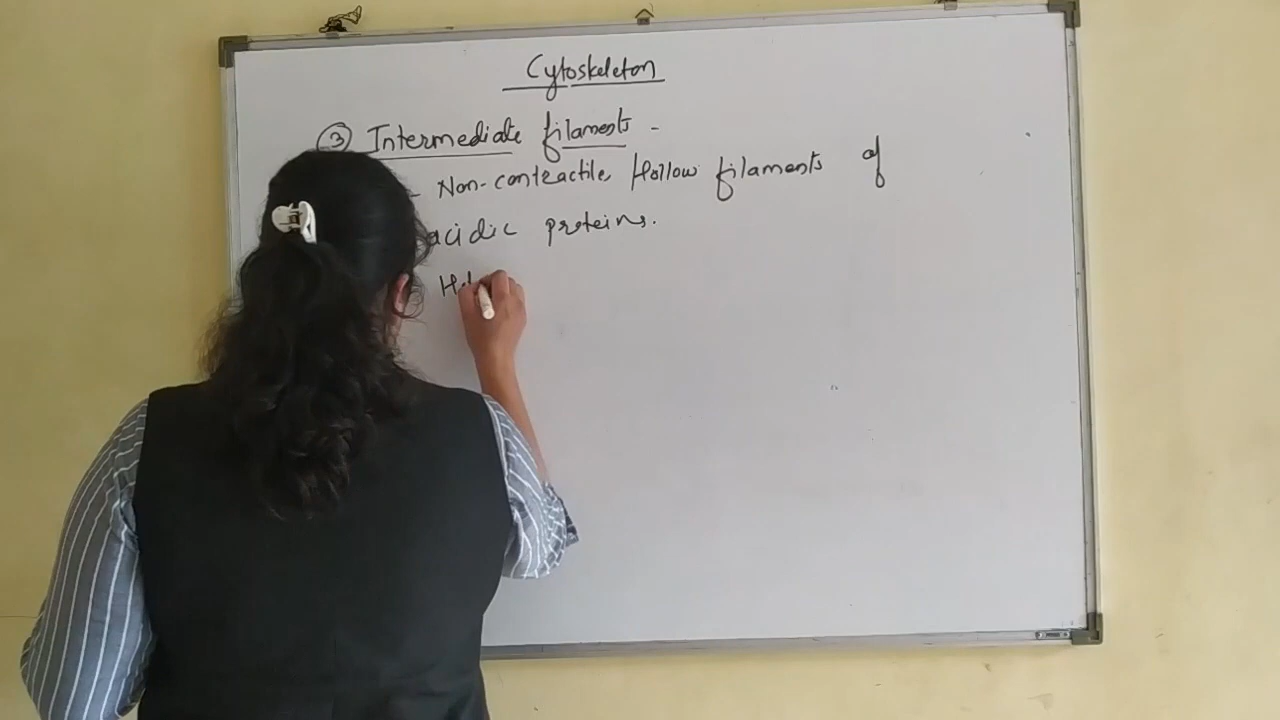 Cytoskeleton
③ Intermediate filaments -
- Non-contractile, Hollow filaments of
acidic proteins.